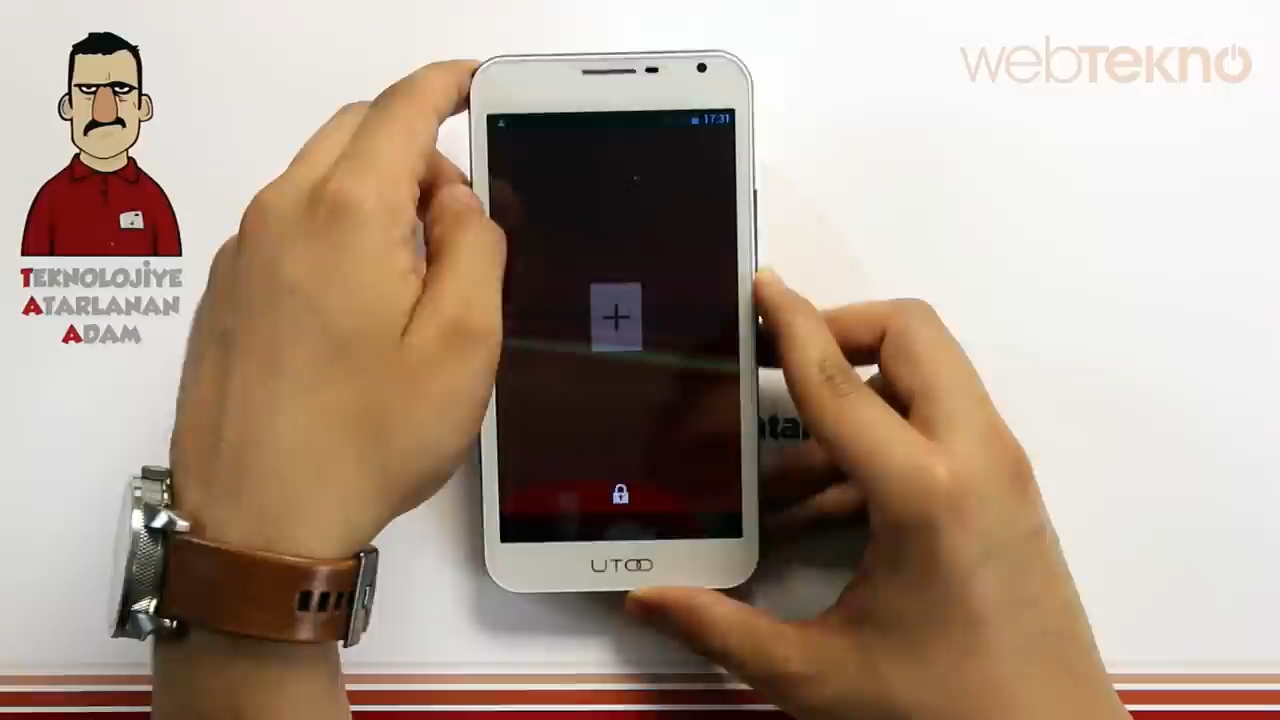 webTEKNO
TEKNOLOJİYE
ATARLANAN
ADAM
17:31
UTOO